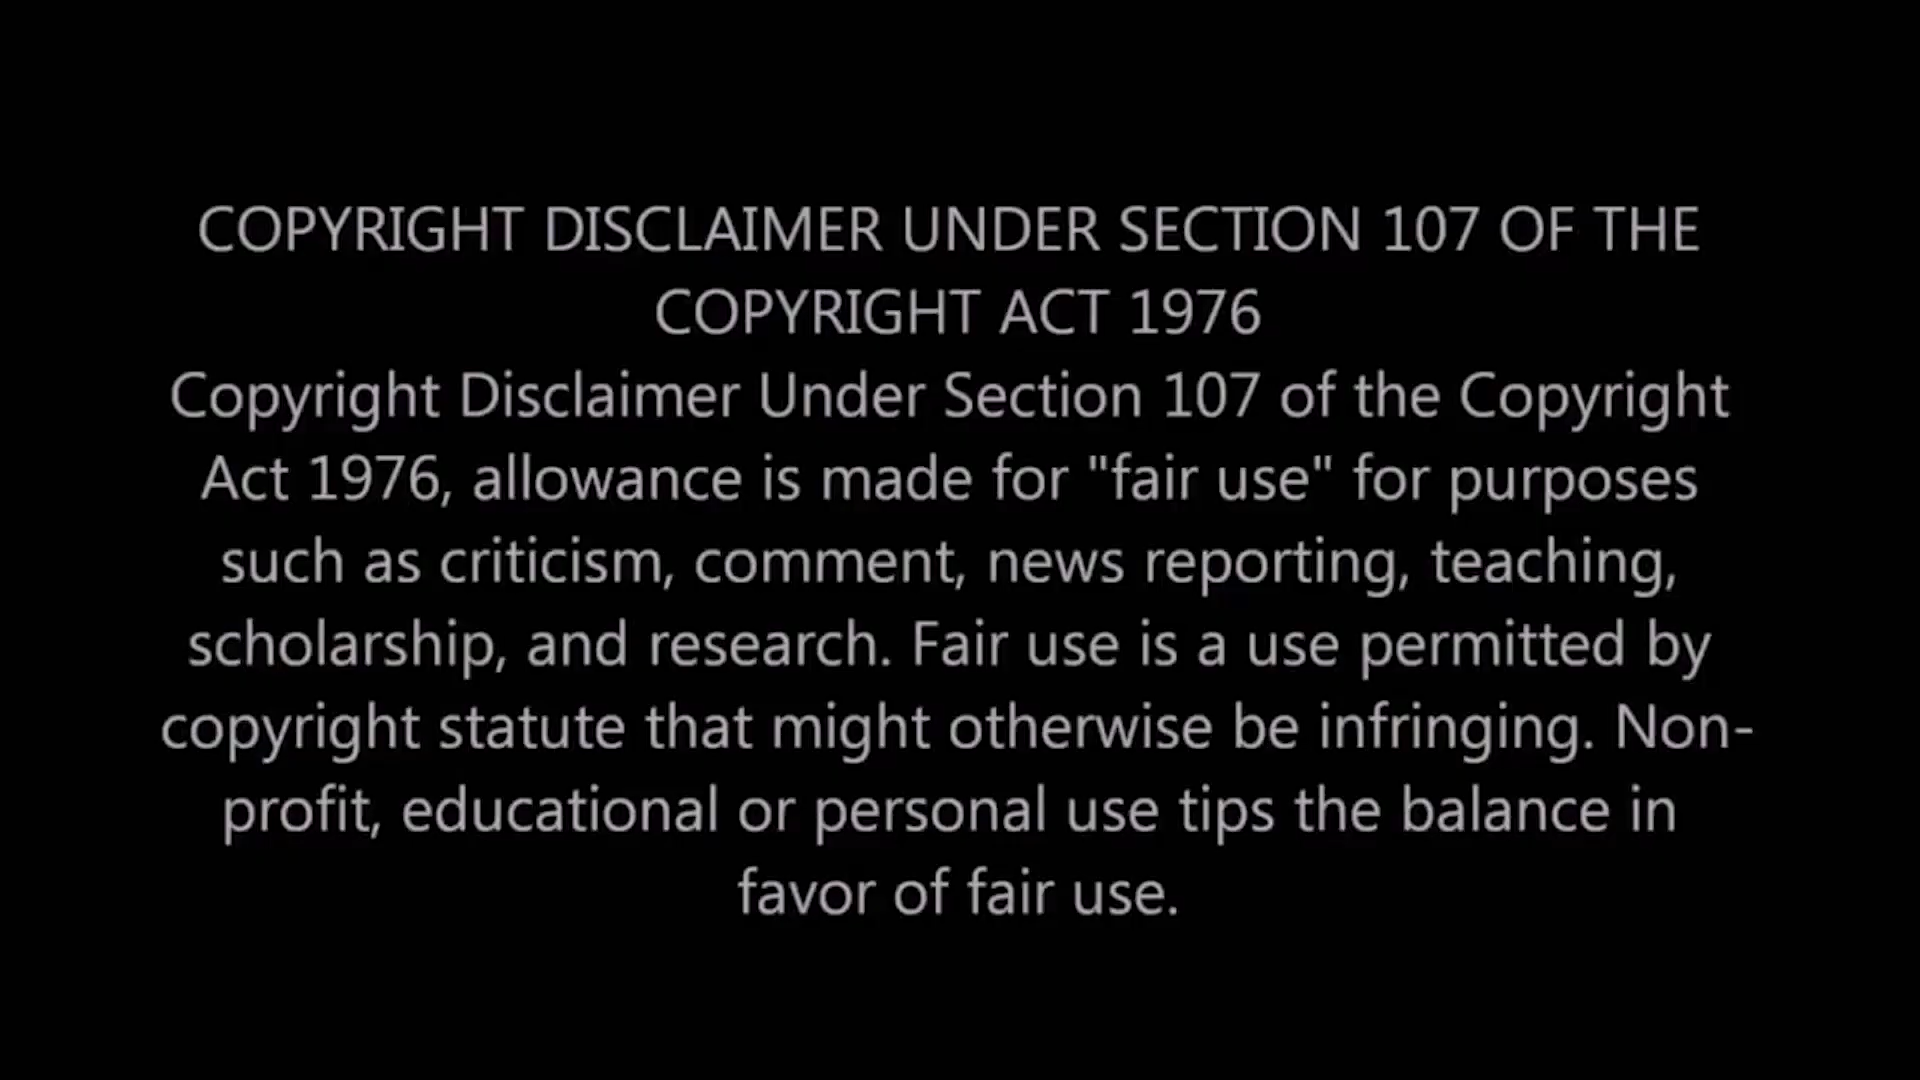 COPYRIGHT DISCLAIMER UNDER SECTION 107 OF THE
COPYRIGHT ACT 1976
Copyright Disclaimer Under Section 107 of the Copyright
Act 1976, allowance is made for "fair use" for purposes
such as criticism, comment, news reporting, teaching,
scholarship, and research. Fair use is a use permitted by
copyright statute that might otherwise be infringing. Non-
profit, educational or personal use tips the balance in
favor of fair use.